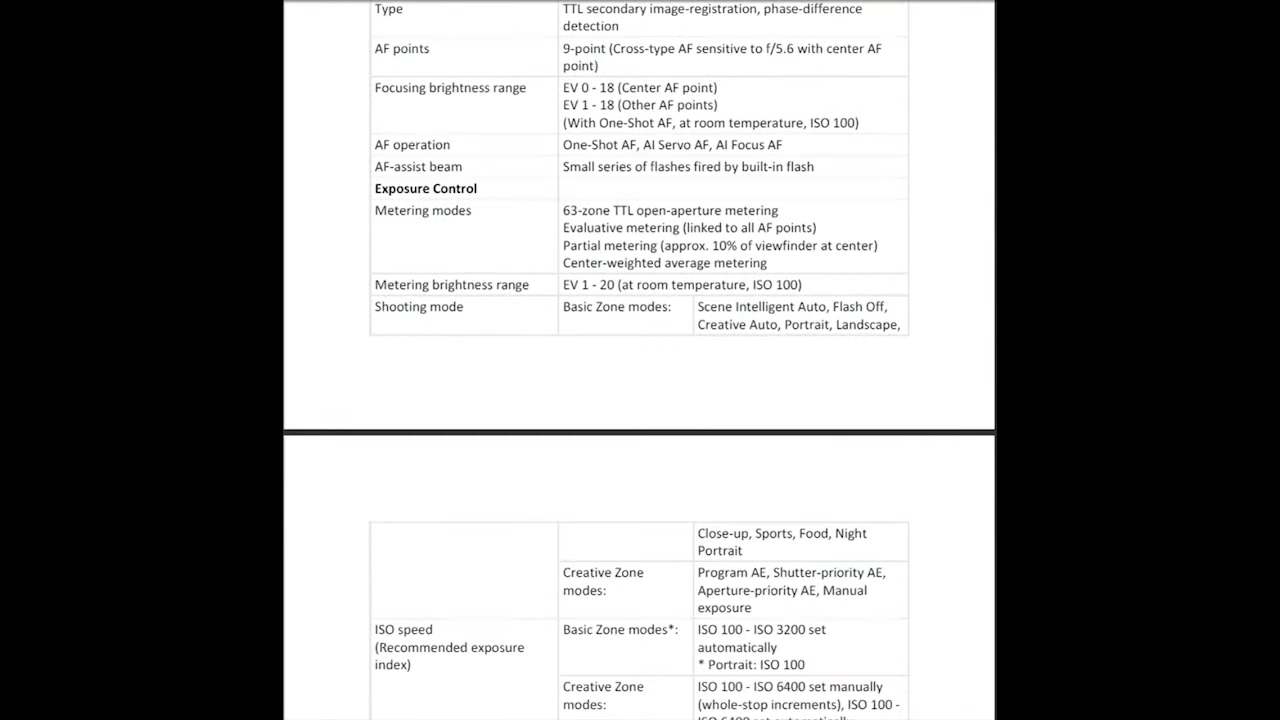 Type
TTL secondary image-registration, phase-difference
detection
AF points
9-point (Cross-type AF sensitive to f/5.6 with center AF
point)
Focusing brightness range
EV 0 - 18 (Center AF point)
EV 1 - 18 (Other AF points)
(With One-Shot AF, at room temperature, ISO 100)
AF operation
One-Shot AF, AI Servo AF, AI Focus AF
AF-assist beam
Small series of flashes fired by built-in flash
Exposure Control
Metering modes
63-zone TTL open-aperture metering
Evaluative metering (linked to all AF points)
Partial metering (approx. 10% of viewfinder at center)
Center-weighted average metering
Metering brightness range
EV 1 - 20 (at room temperature, ISO 100)
Shooting mode
Basic Zone modes:
Scene Intelligent Auto, Flash Off,
Creative Auto, Portrait, Landscape,
Close-up, Sports, Food, Night
Portrait
Creative Zone
modes:
Program AE, Shutter-priority AE,
Aperture-priority AE, Manual
exposure
ISO speed
(Recommended exposure
index)
Basic Zone modes*:
ISO 100 - ISO 3200 set
automatically
* Portrait: ISO 100
Creative Zone
modes:
ISO 100 - ISO 6400 set manually
(whole-stop increments), ISO 100 -
ISO 6400 set automatically